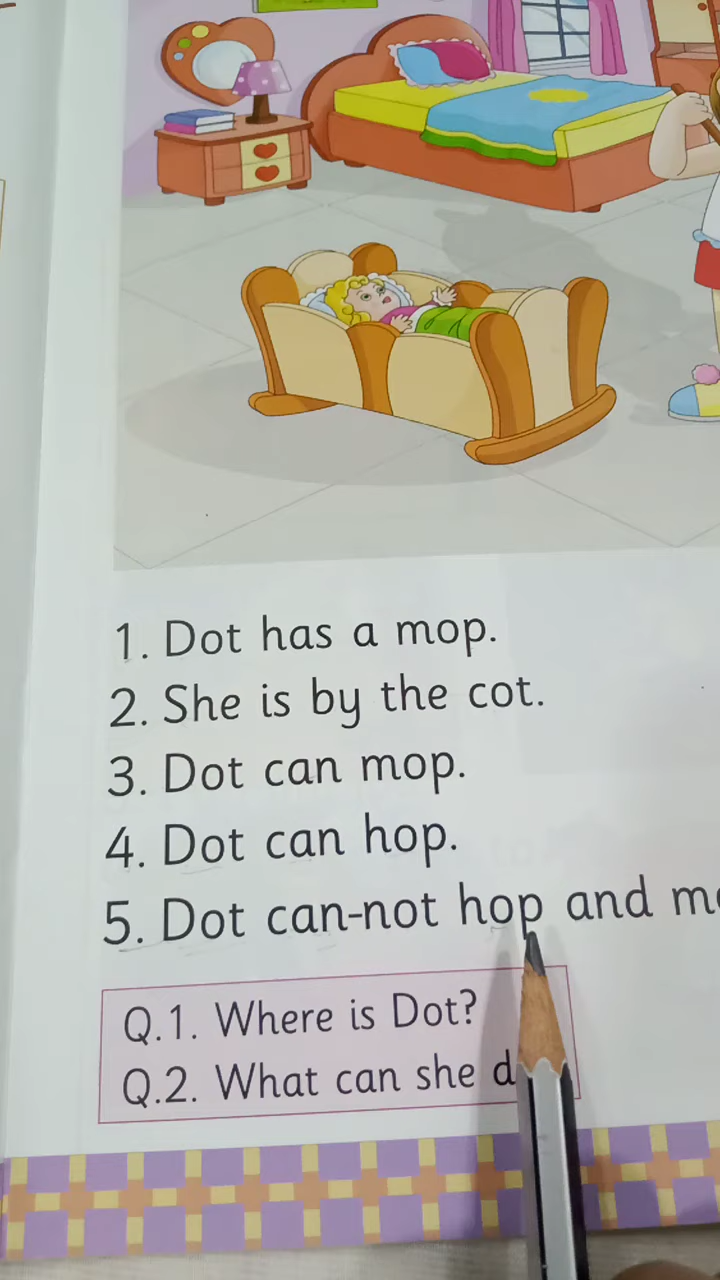 1. Dot has a mop.
2. She is by the cot.
3. Dot can mop.
4. Dot can hop.
5. Dot can-not hop and
Q.1. Where is Dot?
Q.2. What can she